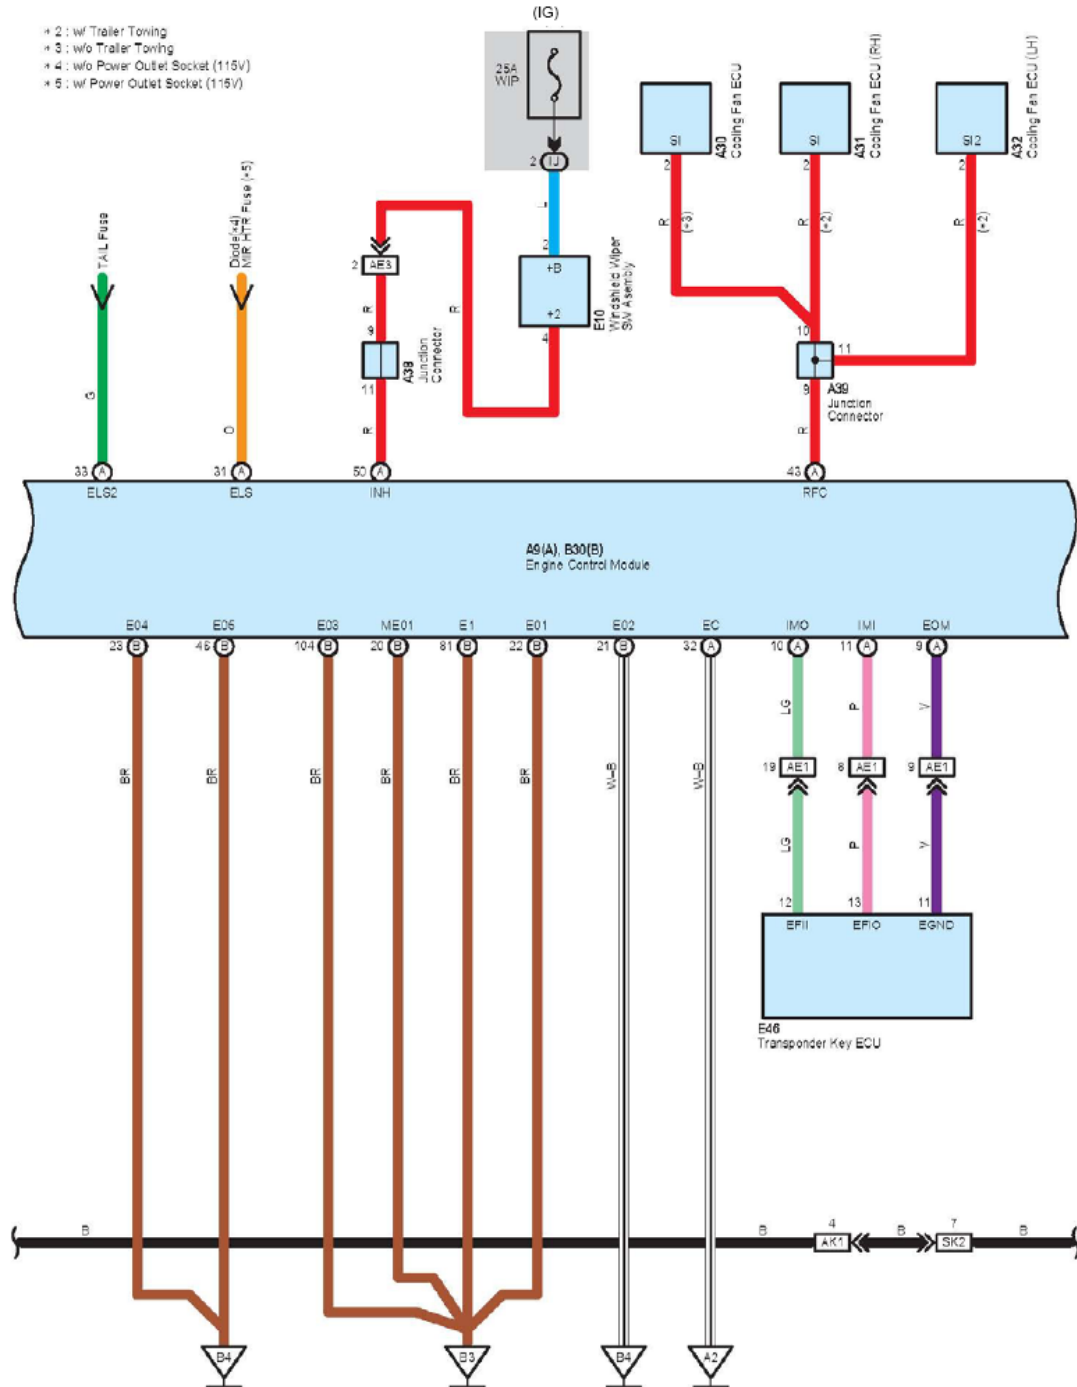 (IG)
* 2 : w/ Trailer Towing
* 3 : w/o Trailer Towing
* 4 : w/o Power Outlet Socket (115V)
* 5 : w/ Power Outlet Socket (115V)
25A
WIP
2 IJ
L
2
+B
+2
4
E10
Windshield Wiper
SW Asembly
SI
2
A30
Cooling Fan ECU
SI
2
A31
Cooling Fan ECU (RH)
SI2
2
A32
Cooling Fan ECU (LH)
R
(*3)
R
(*2)
R
(*2)
TAIL Fuse
Diode(*4)
MIR HTR Fuse (*5)
2 AE3
R
R
9
11
A38
Junction
Connector
R
10
11
9
A39
Junction
Connector
R
G
O
33 A
31 A
50 A
43 A
ELS2
ELS
INH
RFC
A9(A), B30(B)
Engine Control Module
E04
E05
E03
ME01
E1
E01
E02
EC
IMO
IMI
EOM
23 B
46 B
104 B
20 B
81 B
22 B
21 B
32 A
10 A
11 A
9 A
BR
BR
BR
BR
BR
BR
W-B
W-B
LG
P
V
19 AE1
8 AE1
9 AE1
LG
P
V
12
13
11
EFII
EFIO
EGND
E46
Transponder Key ECU
B
B
4
AK1
B
7
SK2
B
B4
B3
B4
A2